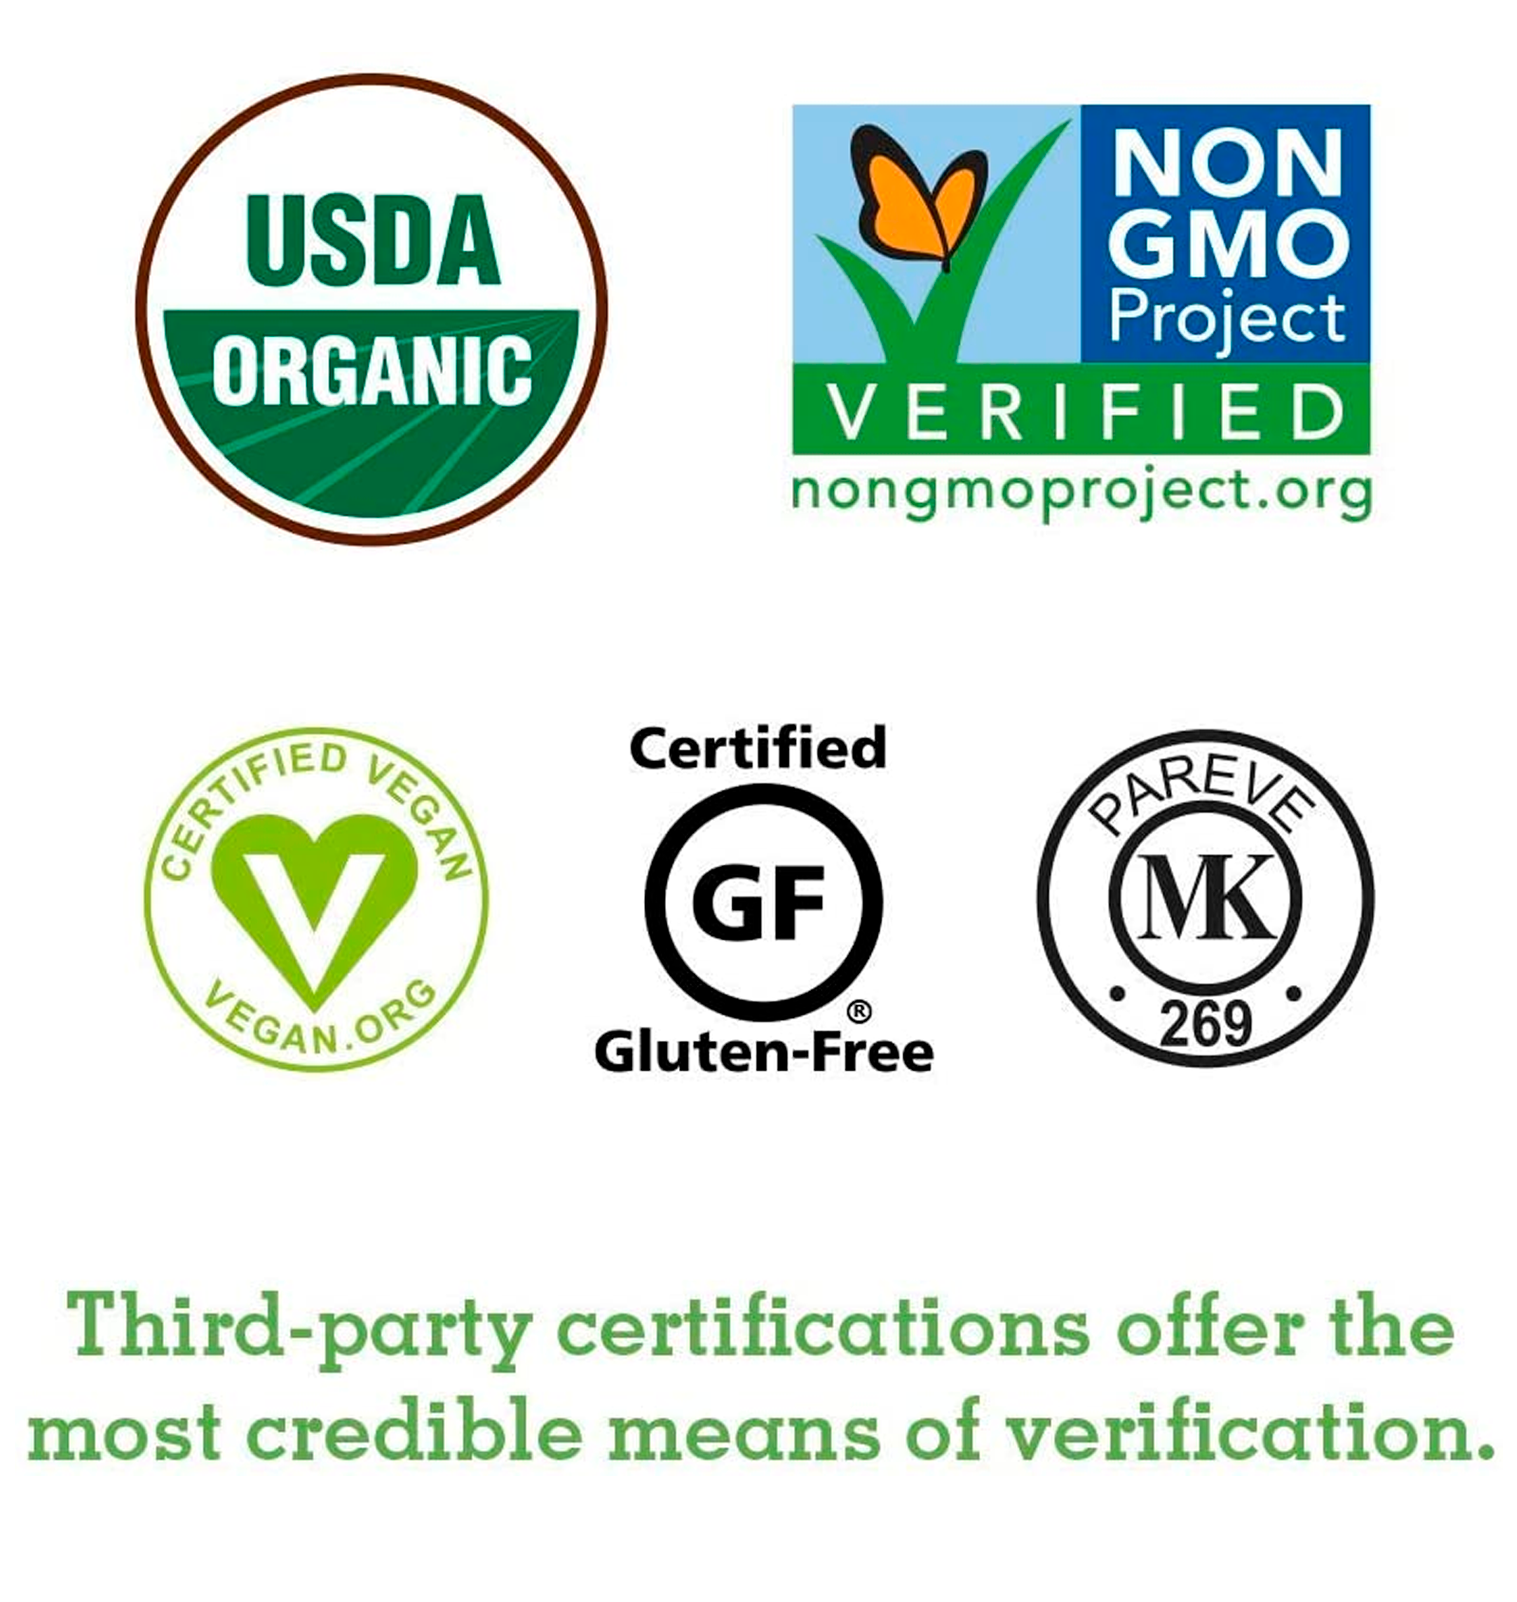 USDA
ORGANIC
NON
GMO
Project
VERIFIED
nongmoproject.org
CERTIFIED VEGAN
V
VEGAN.ORG
Certified
GF
®
Gluten-Free
PAREVE
MK
• 269 •
Third-party certifications offer the
most credible means of verification.